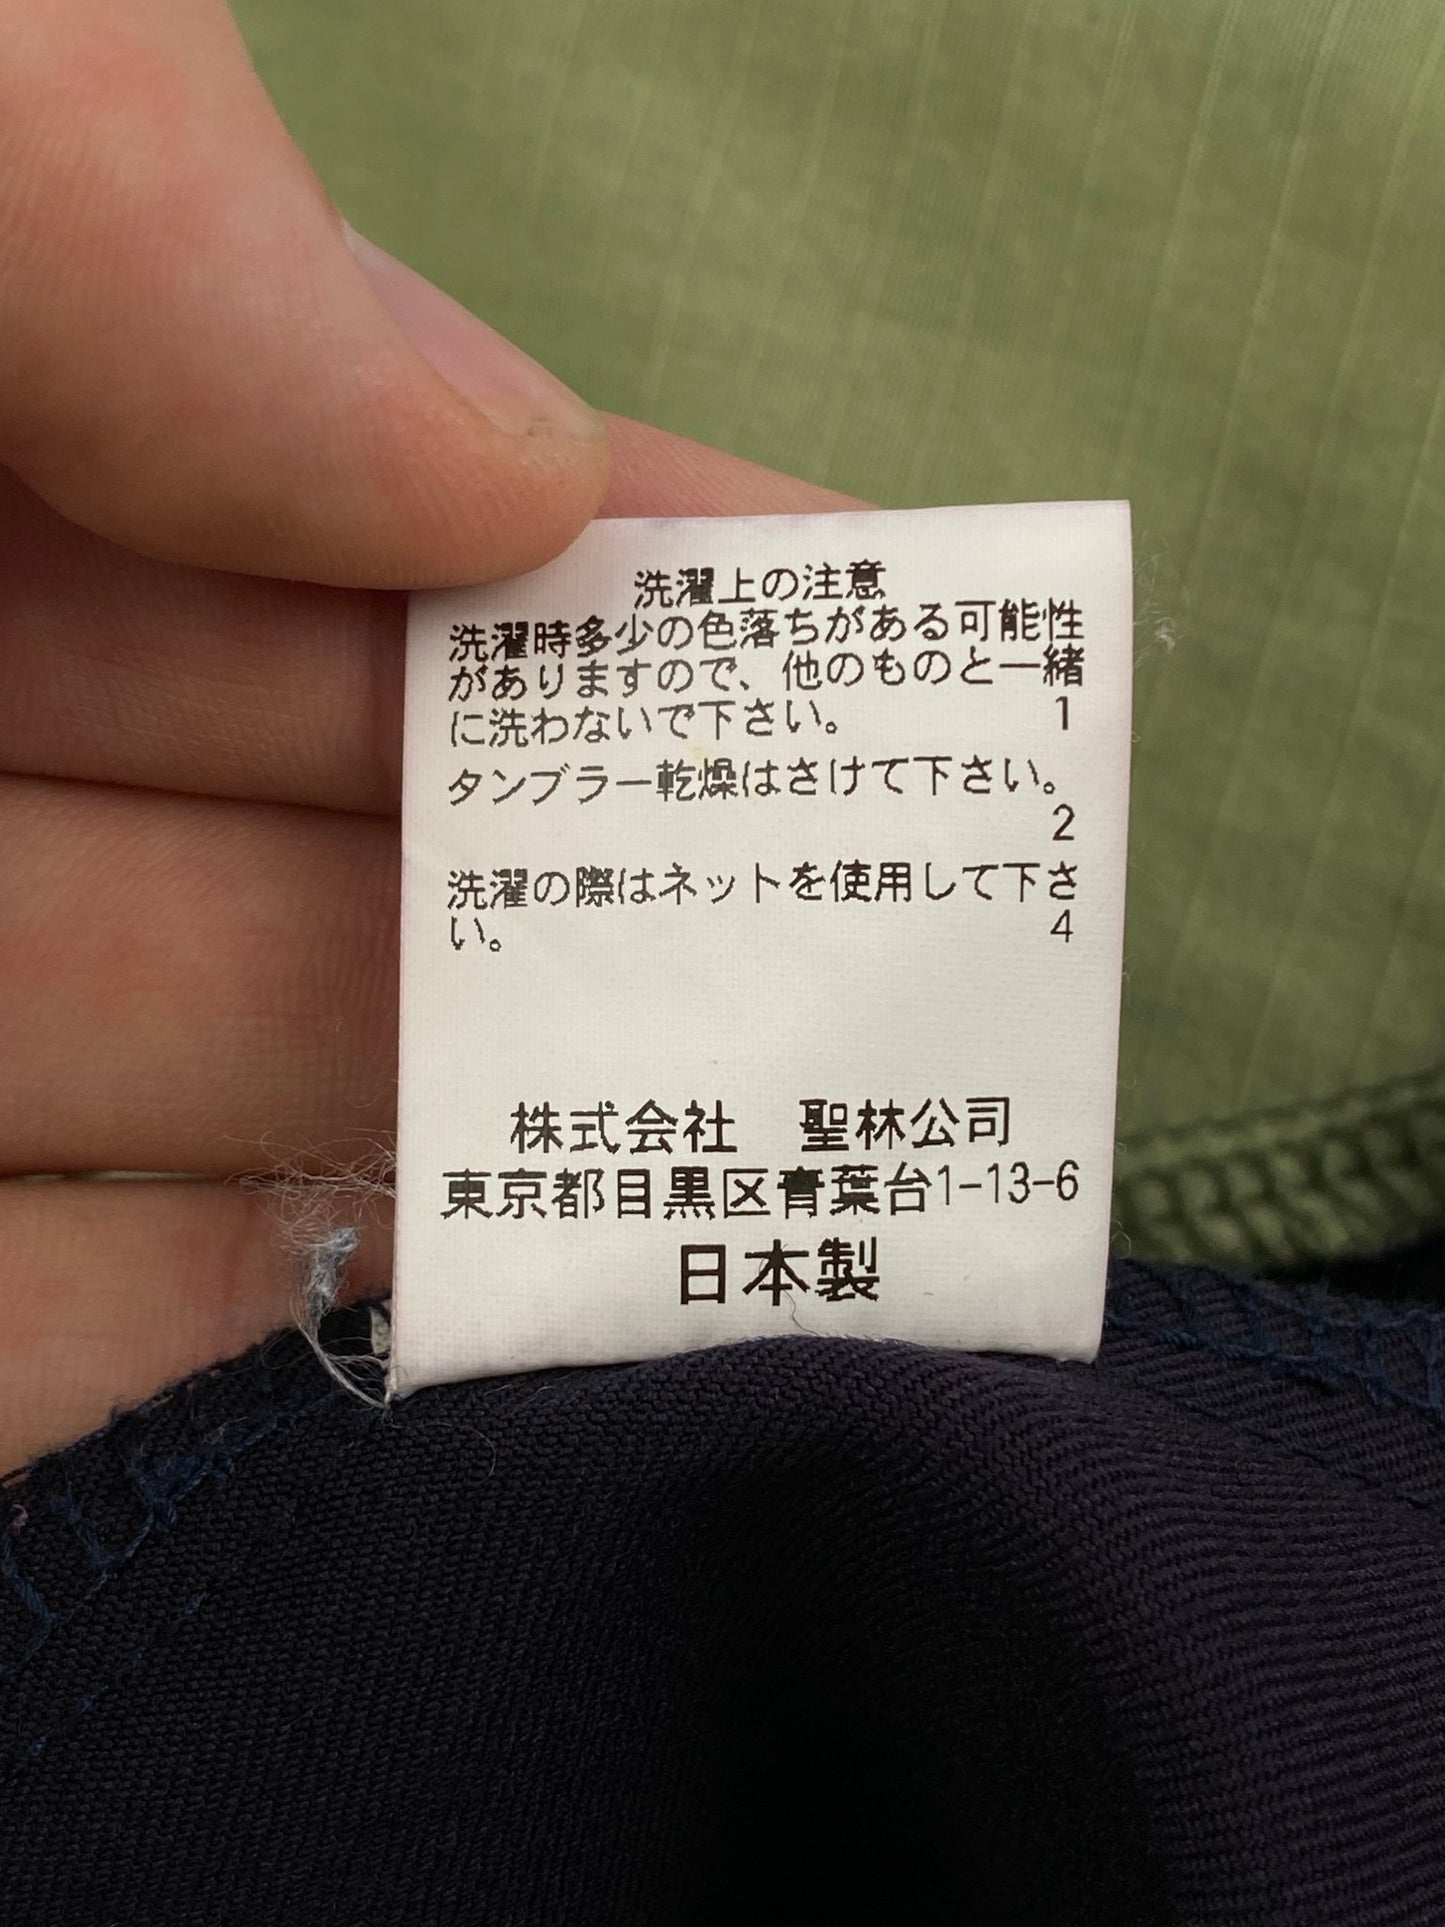 洗濯上の注意
洗濯時多少の色落ちがある可能性
がありますので、他のものと一緒
に洗わないで下さい。 1
タンブラー乾燥はさけて下さい。
2
洗濯の際はネットを使用して下さ
い。 4
株式会社 聖林公司
東京都目黒区青葉台1-13-6
日本製